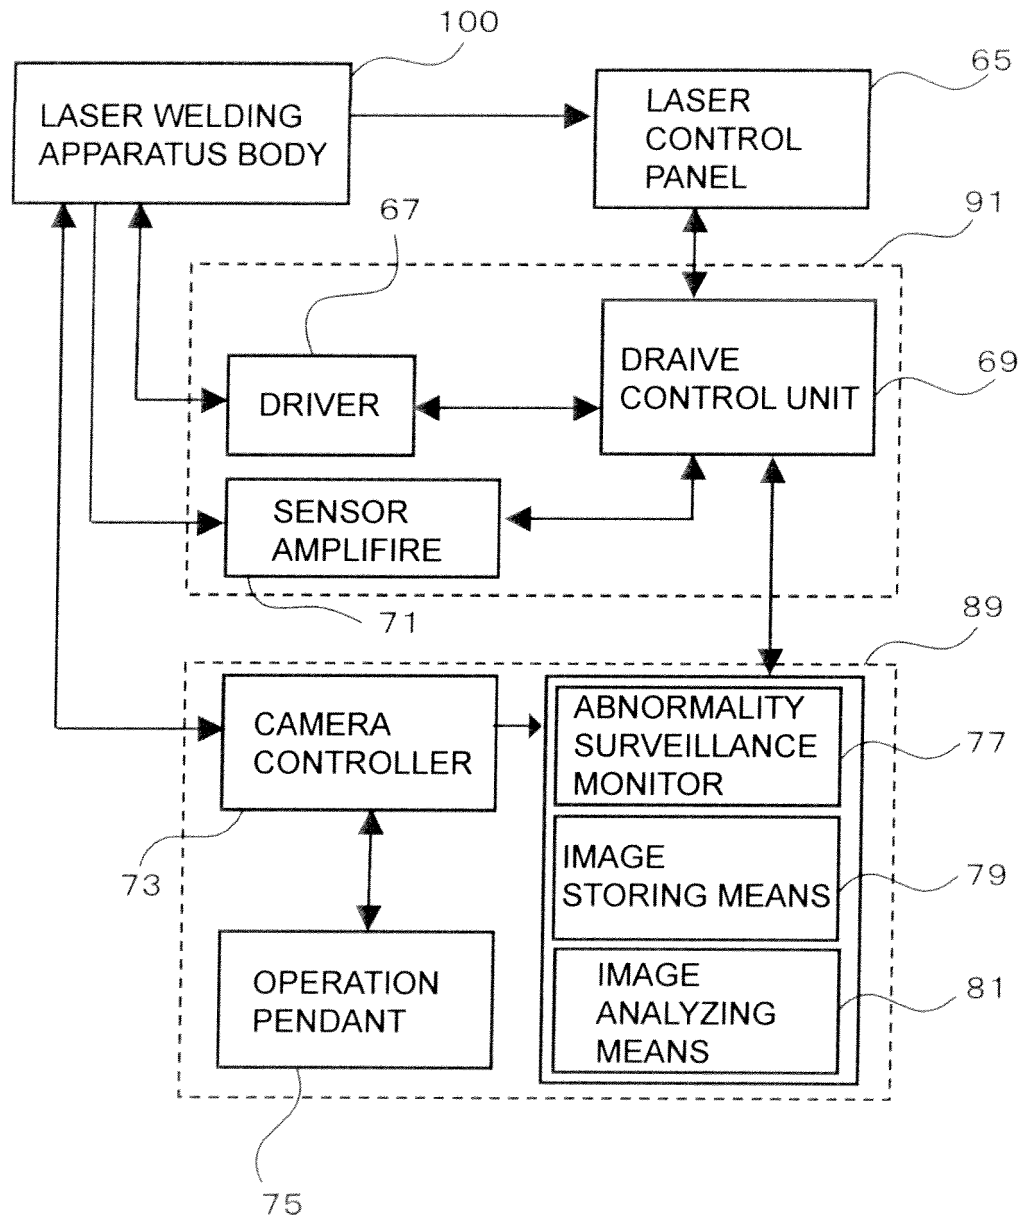 100
LASER WELDING
APPARATUS BODY
65
LASER
CONTROL
PANEL
91
67
DRIVER
DRAIVE
CONTROL UNIT
69
SENSOR
AMPLIFIRE
71
89
CAMERA
CONTROLLER
73
ABNORMALITY
SURVEILLANCE
MONITOR
77
IMAGE
STORING MEANS
79
OPERATION
PENDANT
75
IMAGE
ANALYZING
MEANS
81